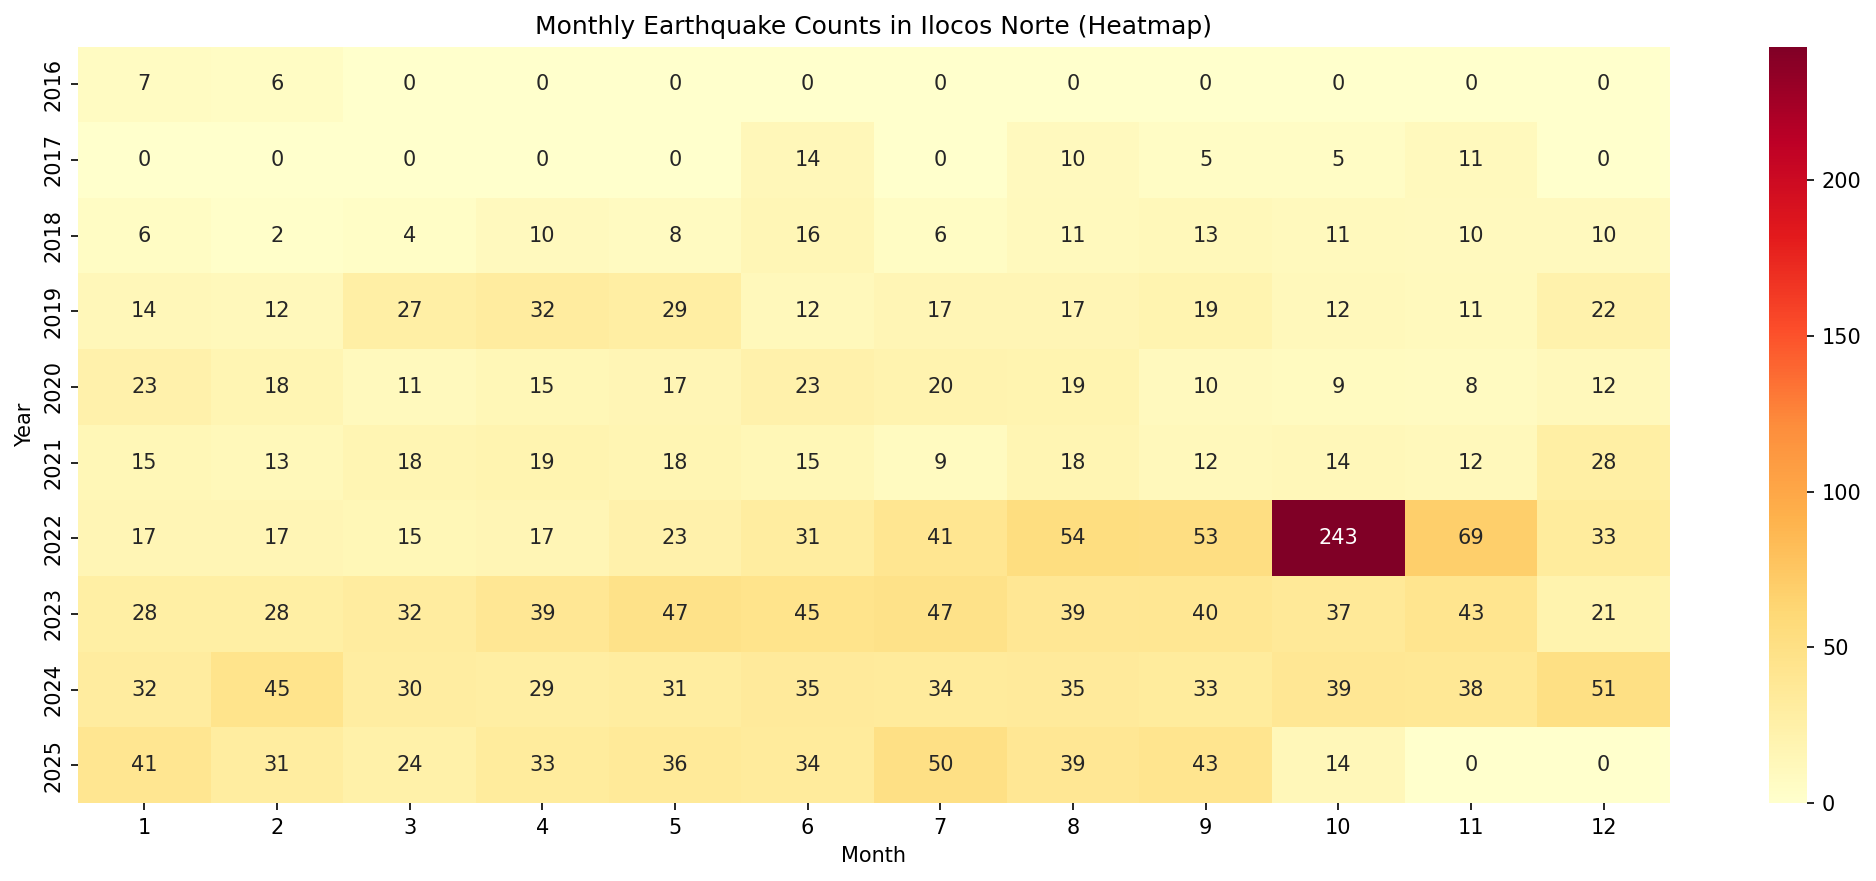 Monthly Earthquake Counts in Ilocos Norte (Heatmap)
Year
2016 7 6 0 0 0 0 0 0 0 0 0 0
2017 0 0 0 0 0 14 0 10 5 5 11 0
2018 6 2 4 10 8 16 6 11 13 11 10 10
2019 14 12 27 32 29 12 17 17 19 12 11 22
2020 23 18 11 15 17 23 20 19 10 9 8 12
2021 15 13 18 19 18 15 9 18 12 14 12 28
2022 17 17 15 17 23 31 41 54 53 243 69 33
2023 28 28 32 39 47 45 47 39 40 37 43 21
2024 32 45 30 29 31 35 34 35 33 39 38 51
2025 41 31 24 33 36 34 50 39 43 14 0 0
1 2 3 4 5 6 7 8 9 10 11 12
Month
200
150
100
50
0